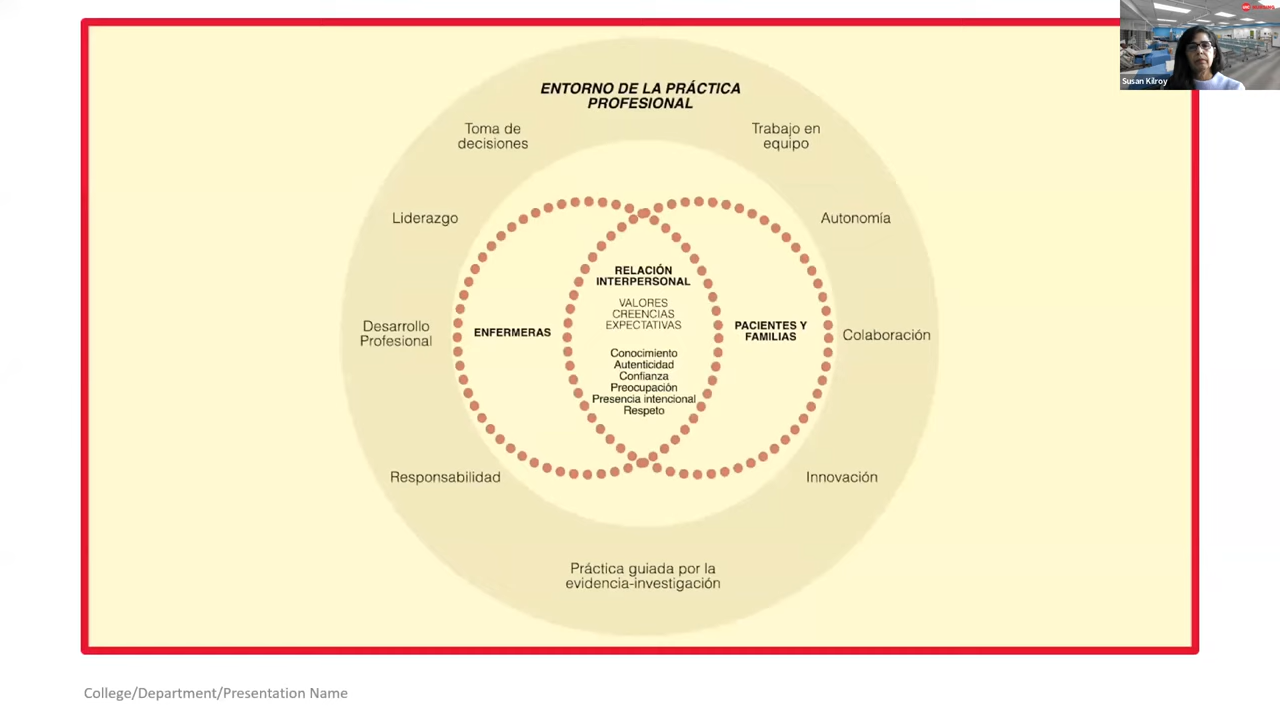 ENTORNO DE LA PRÁCTICA
PROFESIONAL
Toma de
decisiones
Trabajo en
equipo
Liderazgo
Autonomía
RELACIÓN
INTERPERSONAL
VALORES
CREENCIAS
EXPECTATIVAS
Desarrollo
Profesional
ENFERMERAS
PACIENTES Y
FAMILIAS
Colaboración
Conocimiento
Autenticidad
Confianza
Preocupación
Presencia intencional
Respeto
Responsabilidad
Innovación
Práctica guiada por la
evidencia-investigación
College/Department/Presentation Name
Susan Kilroy